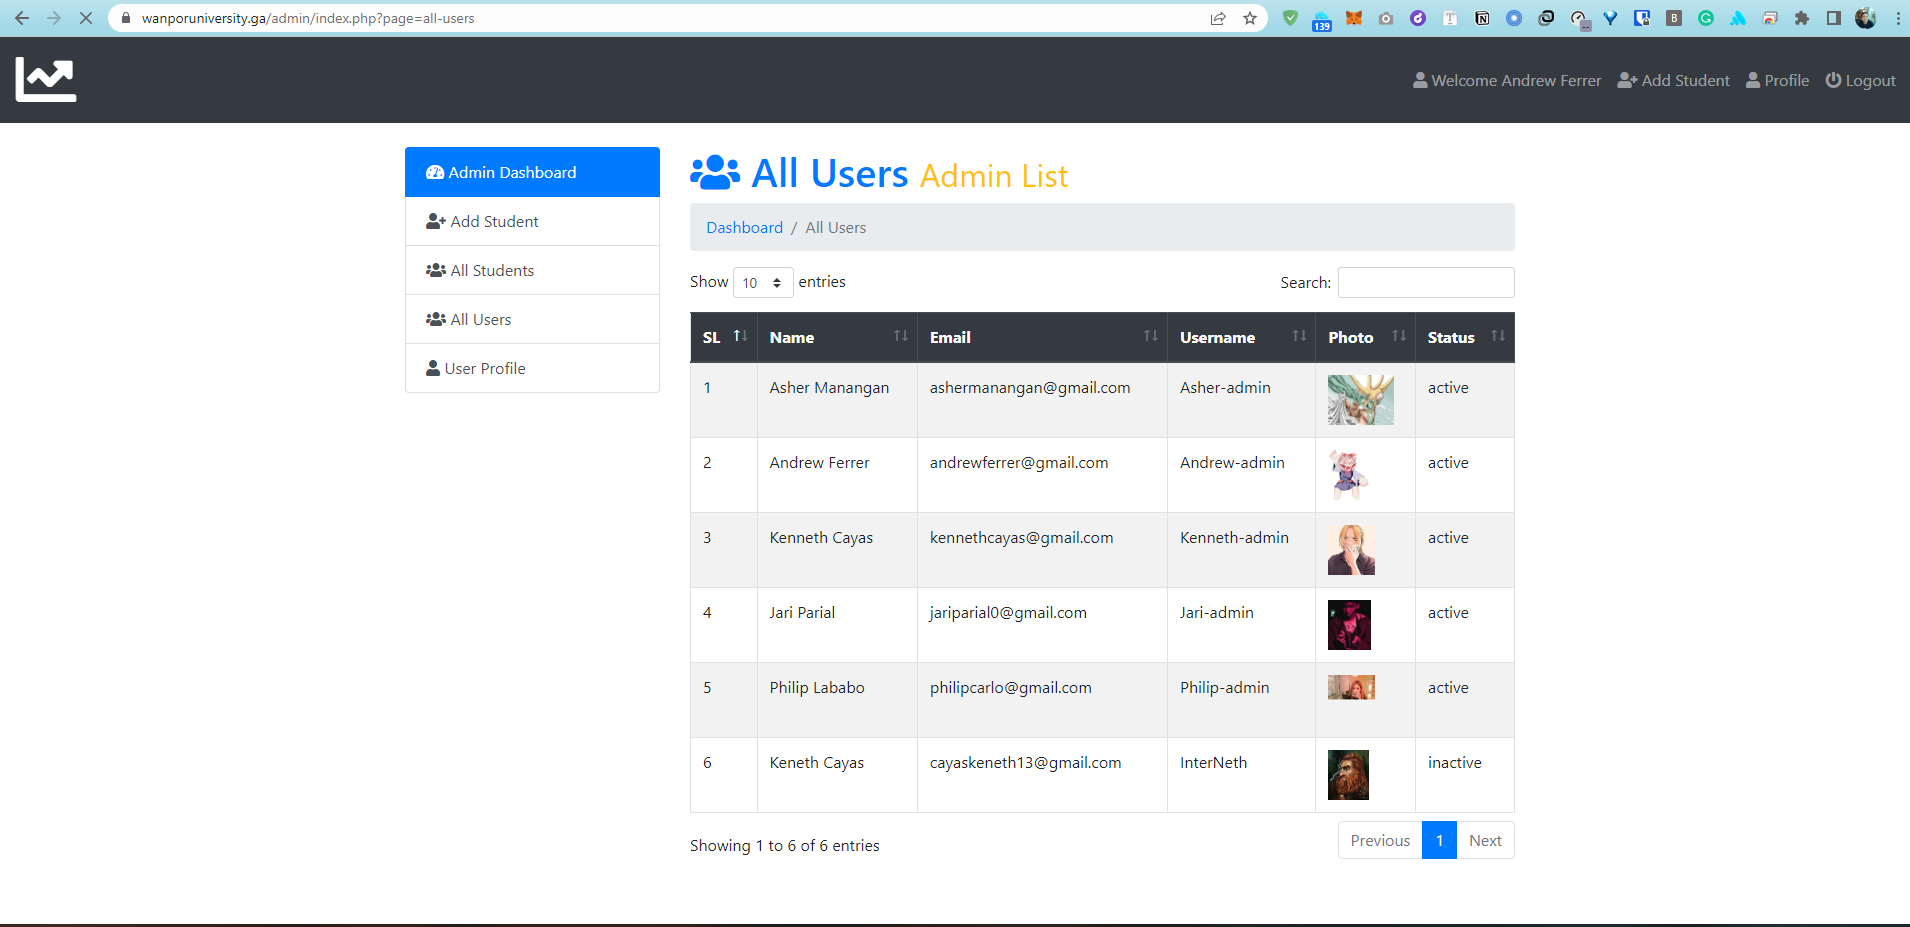 wanporuniversity.ga/admin/index.php?page=all-users
139
Welcome Andrew Ferrer Add Student Profile Logout
Admin Dashboard
Add Student
All Students
All Users
User Profile
All Users Admin List
Dashboard / All Users
Show 10 entries Search:
SL Name Email Username Photo Status
1 Asher Manangan ashermanangan@gmail.com Asher-admin active
2 Andrew Ferrer andrewferrer@gmail.com Andrew-admin active
3 Kenneth Cayas kennethcayas@gmail.com Kenneth-admin active
4 Jari Parial jariparial0@gmail.com Jari-admin active
5 Philip Lababo philipcarlo@gmail.com Philip-admin active
6 Keneth Cayas cayaskeneth13@gmail.com InterNeth inactive
Showing 1 to 6 of 6 entries
Previous 1 Next